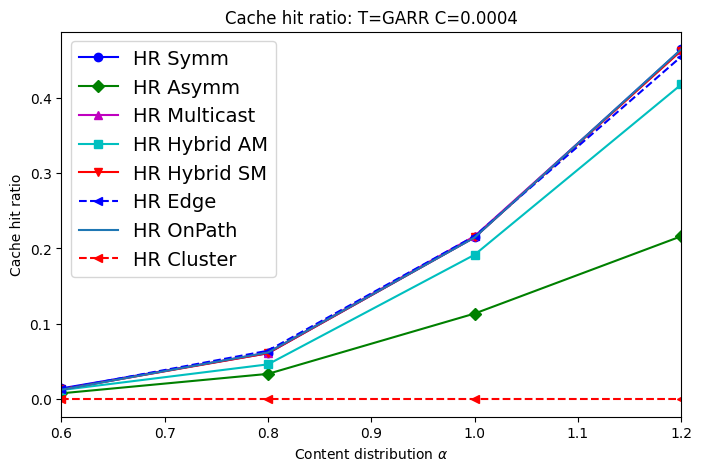 Cache hit ratio: T=GARR C=0.0004
HR Symm
HR Asymm
HR Multicast
HR Hybrid AM
HR Hybrid SM
HR Edge
HR OnPath
HR Cluster
Cache hit ratio
0.4
0.3
0.2
0.1
0.0
0.6 0.7 0.8 0.9 1.0 1.1 1.2
Content distribution α